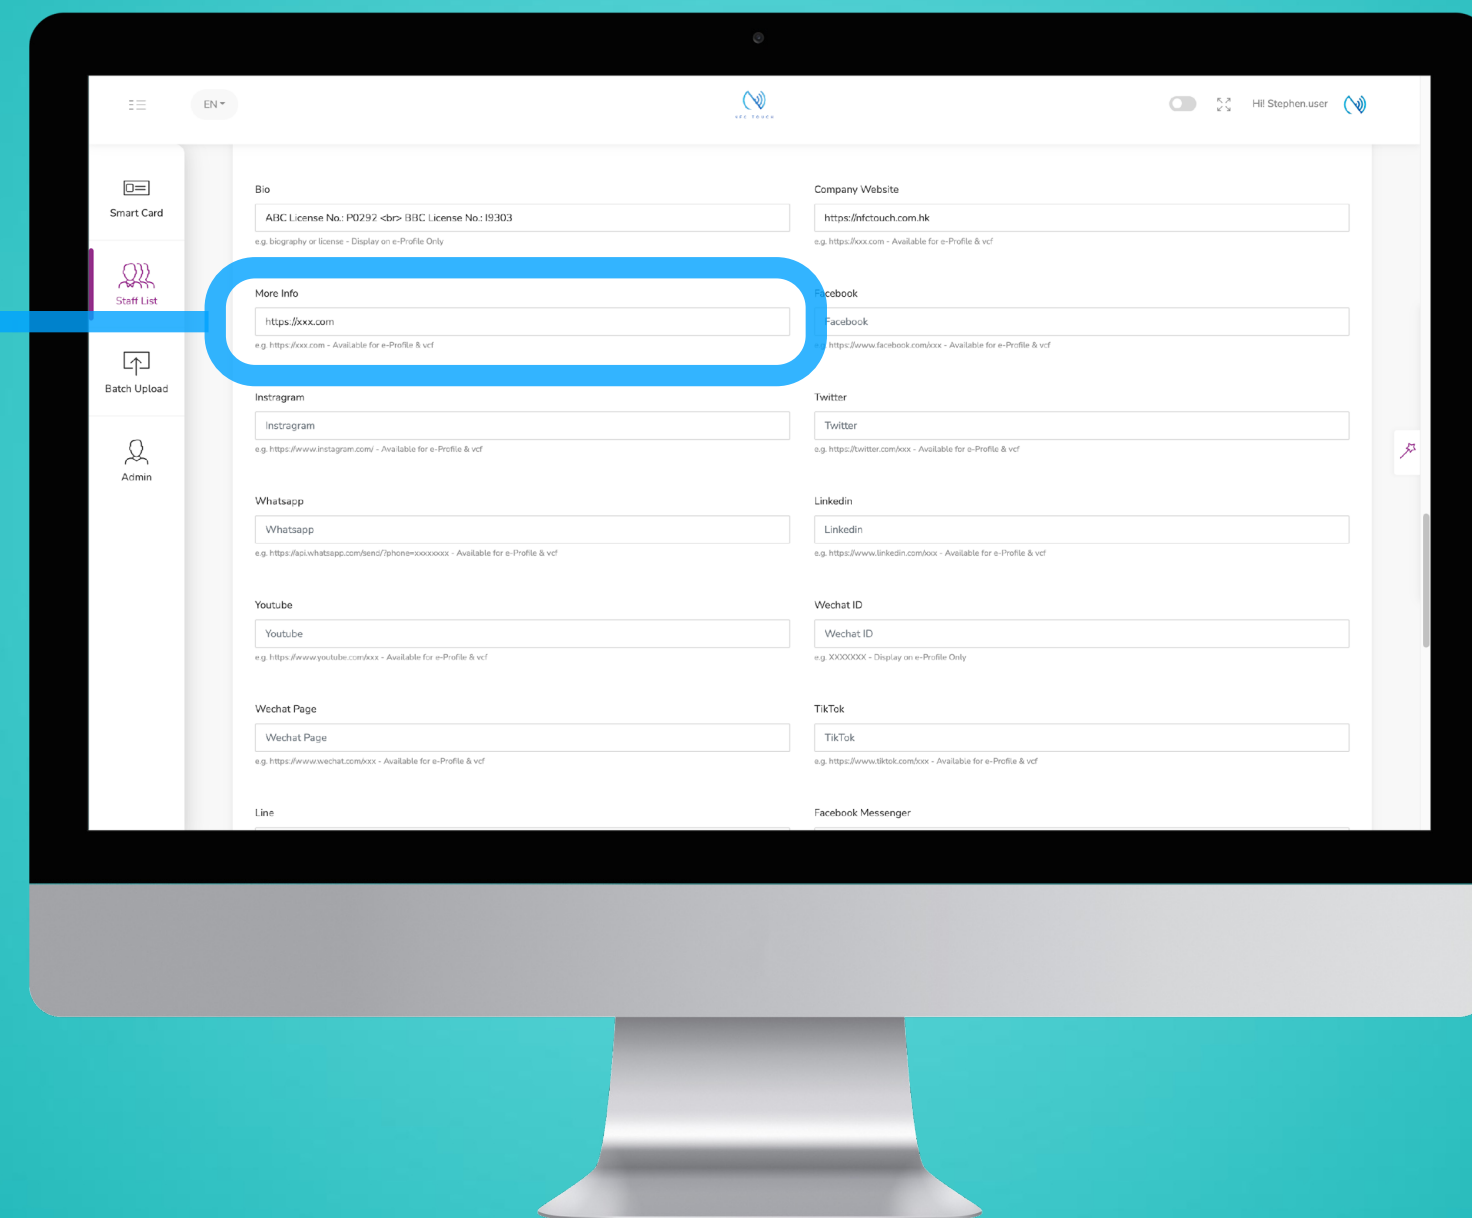 EN
NFC TOUCH
Hi! Stephen.user
Smart Card
Staff List
Batch Upload
Admin
Bio
ABC License No.: P0292 <br> BBC License No.: I9303
e.g. biography or license - Display on e-Profile Only
Company Website
https://nfctouch.com.hk
e.g. https://xxx.com - Available for e-Profile & vcf
More Info
https://xxx.com
e.g. https://xxx.com - Available for e-Profile & vcf
Facebook
Facebook
e.g. https://www.facebook.com/xxx - Available for e-Profile & vcf
Instragram
Instragram
e.g. https://www.instagram.com/ - Available for e-Profile & vcf
Twitter
Twitter
e.g. https://twitter.com/xxx - Available for e-Profile & vcf
Whatsapp
Whatsapp
e.g. https://api.whatsapp.com/send/?phone=xxxxxxxx - Available for e-Profile & vcf
Linkedin
Linkedin
e.g. https://www.linkedin.com/xxx - Available for e-Profile & vcf
Youtube
Youtube
e.g. https://www.youtube.com/xxx - Available for e-Profile & vcf
Wechat ID
Wechat ID
e.g. XXXXXXX - Display on e-Profile Only
Wechat Page
Wechat Page
e.g. https://www.wechat.com/xxx - Available for e-Profile & vcf
TikTok
TikTok
e.g. https://www.tiktok.com/xxx - Available for e-Profile & vcf
Line
Facebook Messenger